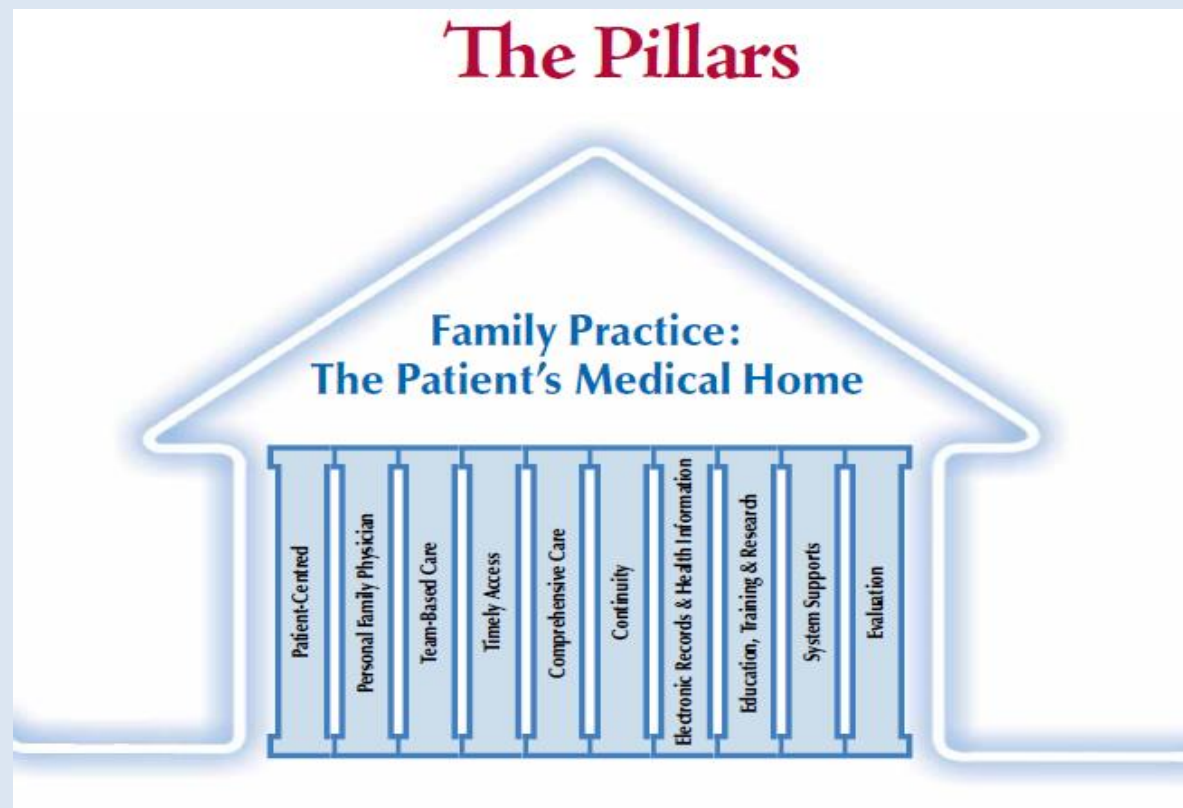 The Pillars
Family Practice:
The Patient's Medical Home
Patient-Centred
Personal Family Physician
Team-Based Care
Timely Access
Comprehensive Care
Continuity
Electronic Records & Health Information
Education, Training & Research
System Supports
Evaluation